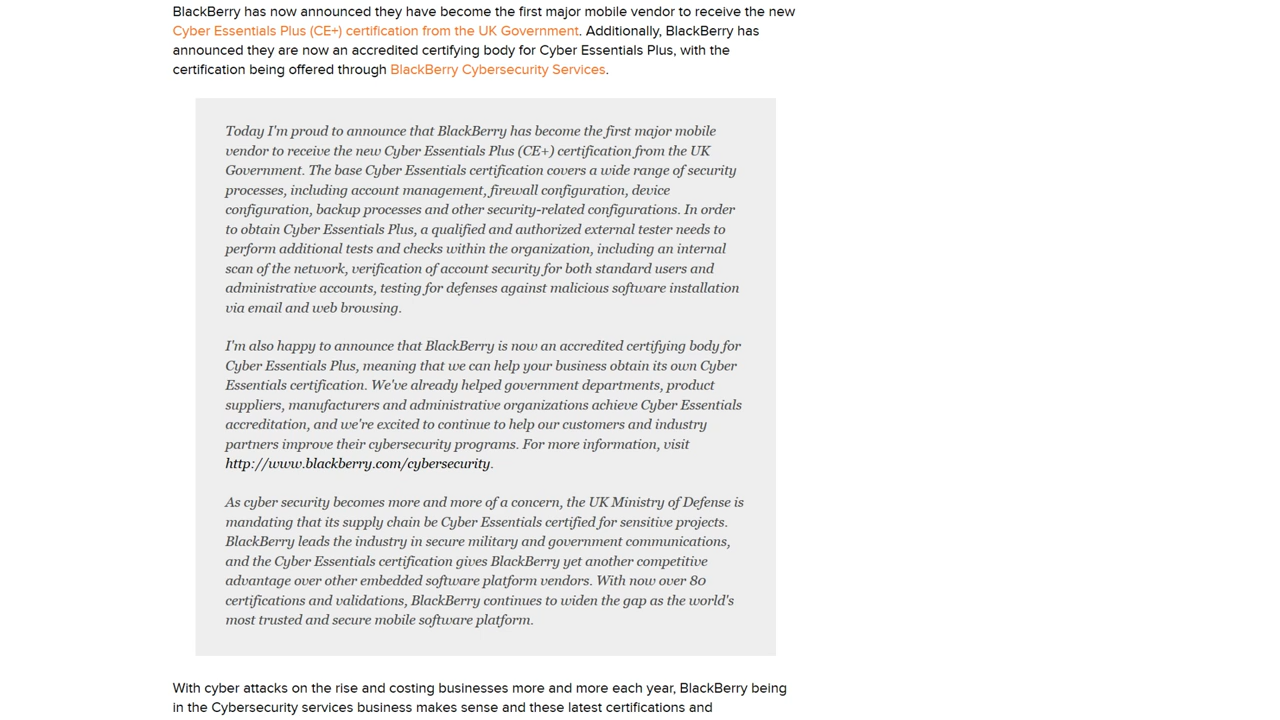 BlackBerry has now announced they have become the first major mobile vendor to receive the new
Cyber Essentials Plus (CE+) certification from the UK Government. Additionally, BlackBerry has
announced they are now an accredited certifying body for Cyber Essentials Plus, with the
certification being offered through BlackBerry Cybersecurity Services.
Today I'm proud to announce that BlackBerry has become the first major mobile
vendor to receive the new Cyber Essentials Plus (CE+) certification from the UK
Government. The base Cyber Essentials certification covers a wide range of security
processes, including account management, firewall configuration, device
configuration, backup processes and other security-related configurations. In order
to obtain Cyber Essentials Plus, a qualified and authorized external tester needs to
perform additional tests and checks within the organization, including an internal
scan of the network, verification of account security for both standard users and
administrative accounts, testing for defenses against malicious software installation
via email and web browsing.
I'm also happy to announce that BlackBerry is now an accredited certifying body for
Cyber Essentials Plus, meaning that we can help your business obtain its own Cyber
Essentials certification. We've already helped government departments, product
suppliers, manufacturers and administrative organizations achieve Cyber Essentials
accreditation, and we're excited to continue to help our customers and industry
partners improve their cybersecurity programs. For more information, visit
http://www.blackberry.com/cybersecurity.
As cyber security becomes more and more of a concern, the UK Ministry of Defense is
mandating that its supply chain be Cyber Essentials certified for sensitive projects.
BlackBerry leads the industry in secure military and government communications,
and the Cyber Essentials certification gives BlackBerry yet another competitive
advantage over other embedded software platform vendors. With now over 80
certifications and validations, BlackBerry continues to widen the gap as the world's
most trusted and secure mobile software platform.
With cyber attacks on the rise and costing businesses more and more each year, BlackBerry being
in the Cybersecurity services business makes sense and these latest certifications and